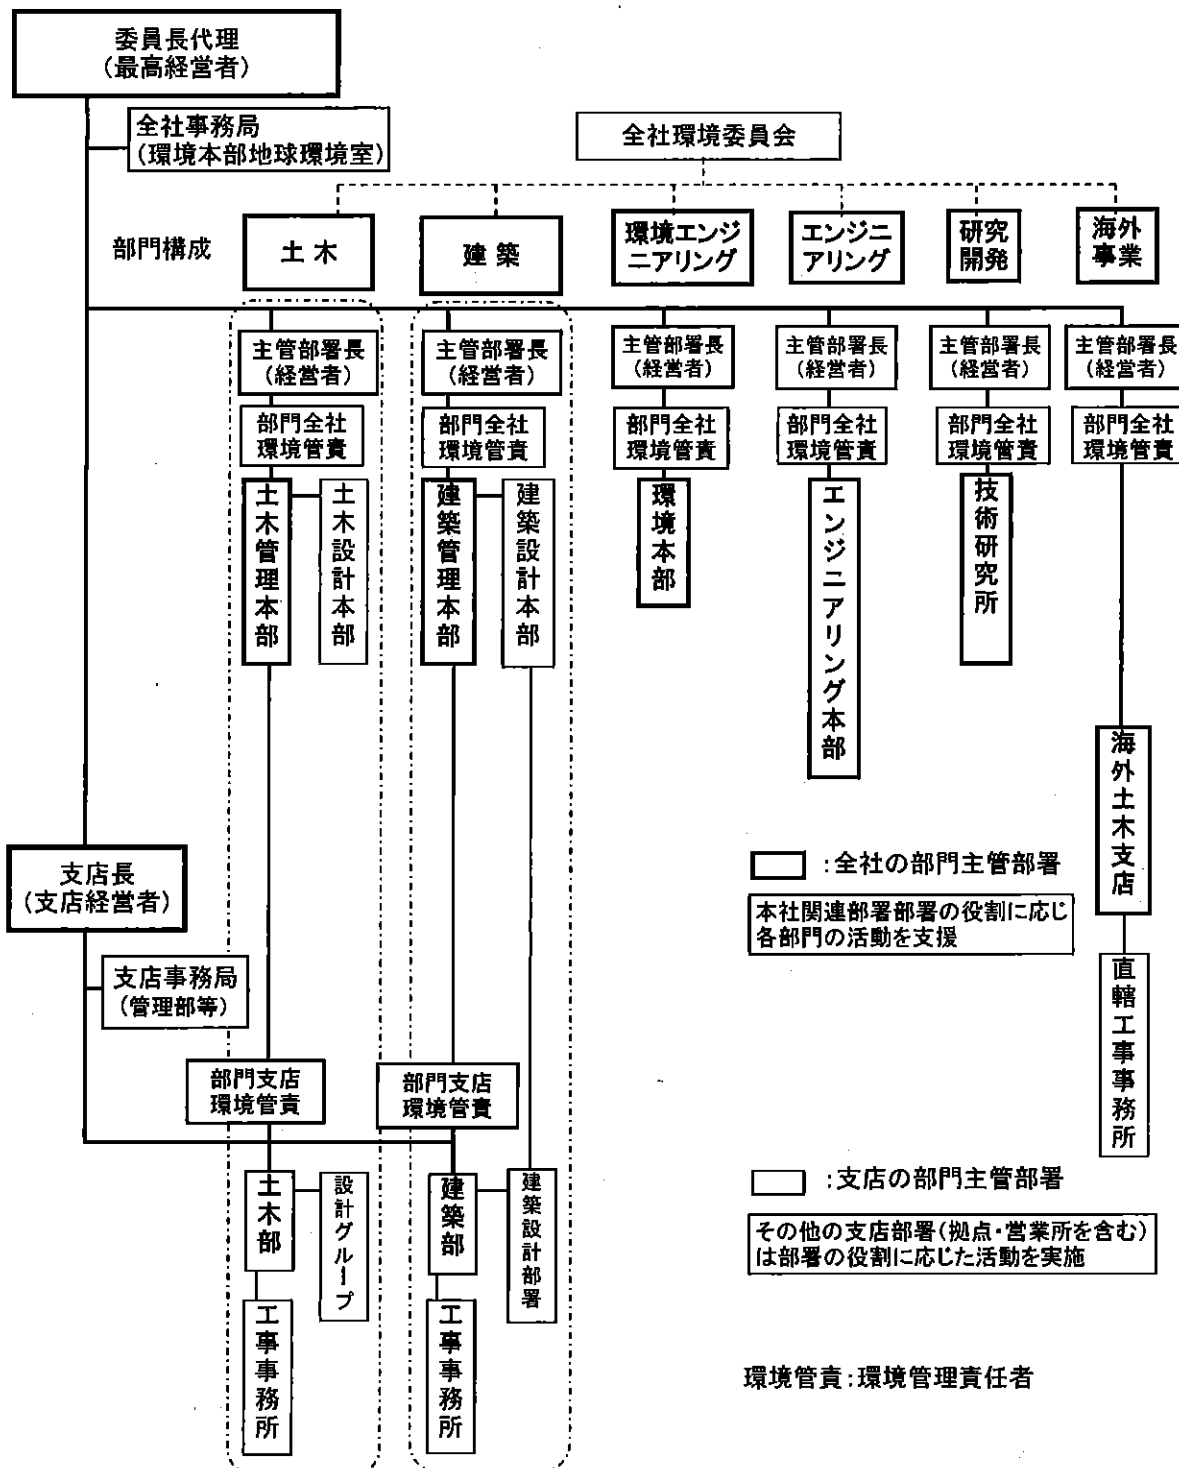 委員長代理
(最高経営者)
全社事務局
(環境本部地球環境室)
全社環境委員会
部門構成
土木
建築
環境エンジ
ニアリング
エンジニ
アリング
研究
開発
海外
事業
主管部署長
(経営者)
主管部署長
(経営者)
主管部署長
(経営者)
主管部署長
(経営者)
主管部署長
(経営者)
主管部署長
(経営者)
部門全社
環境管責
部門全社
環境管責
部門全社
環境管責
部門全社
環境管責
部門全社
環境管責
部門全社
環境管責
土木管理本部
土木設計本部
建築管理本部
建築設計本部
環境本部
エンジニアリング本部
技術研究所
海外土木支店
直轄工事事務所
支店長
(支店経営者)
支店事務局
(管理部等)
:全社の部門主管部署
本社関連部署部署の役割に応じ
各部門の活動を支援
部門支店
環境管責
部門支店
環境管責
土木部
設計グループ
建築部
建築設計部署
工事事務所
工事事務所
:支店の部門主管部署
その他の支店部署(拠点・営業所を含む)
は部署の役割に応じた活動を実施
環境管責:環境管理責任者